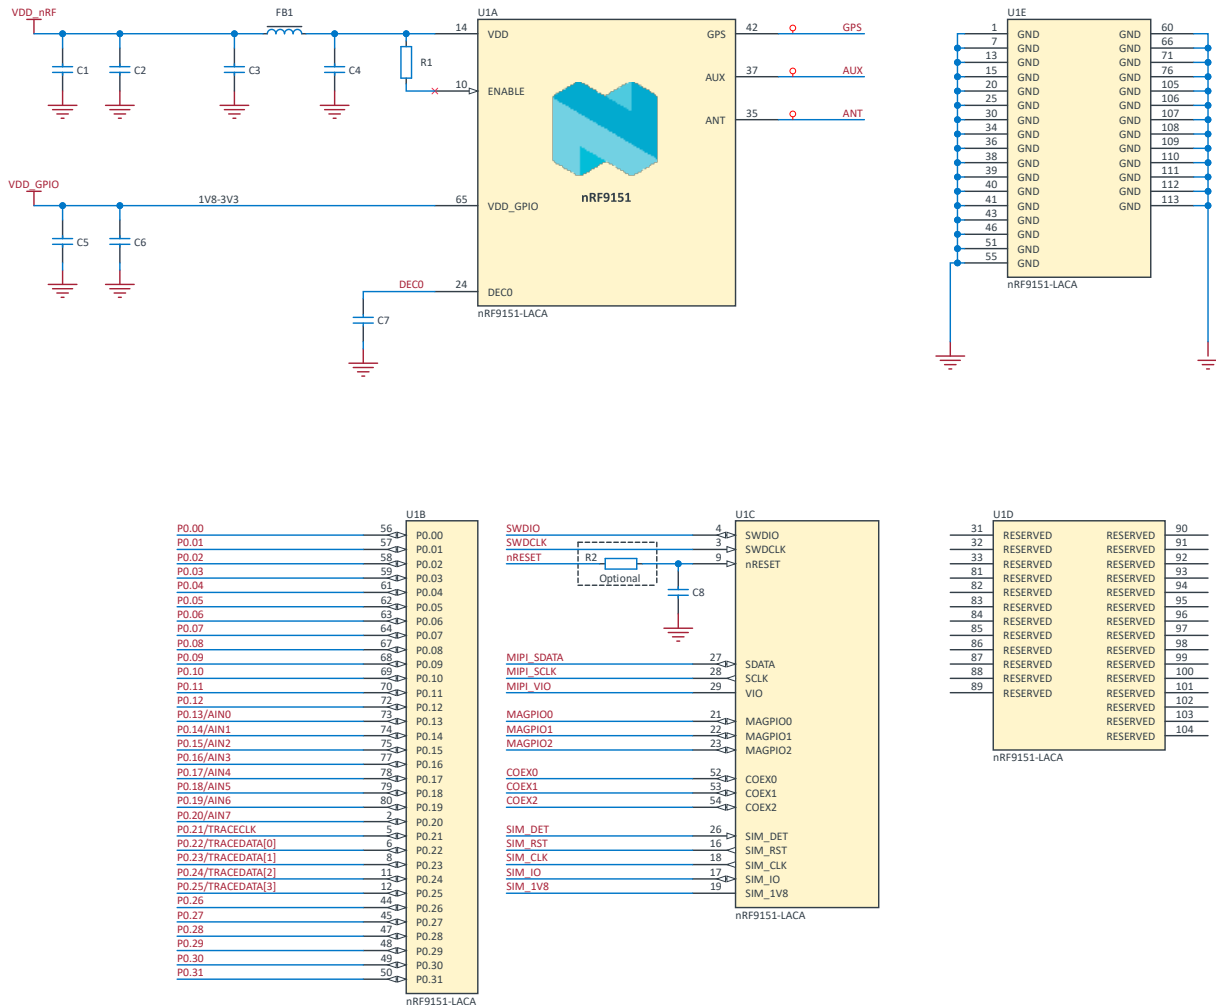 VDD_nRF
FB1
C1
C2
C3
C4
R1
U1A
14
VDD
10
ENABLE
nRF9151
GPS
42
GPS
AUX
37
AUX
ANT
35
ANT
VDD_GPIO
1V8-3V3
65
VDD_GPIO
C5
C6
DEC0
24
DEC0
C7
nRF9151-LACA
U1E
1 GND GND 60
7 GND GND 66
13 GND GND 71
15 GND GND 76
20 GND GND 105
25 GND GND 106
30 GND GND 107
34 GND GND 108
36 GND GND 109
38 GND GND 110
39 GND GND 111
40 GND GND 112
41 GND GND 113
43 GND
46 GND
51 GND
55 GND
nRF9151-LACA
U1B
P0.00 56 P0.00
P0.01 57 P0.01
P0.02 58 P0.02
P0.03 59 P0.03
P0.04 61 P0.04
P0.05 62 P0.05
P0.06 63 P0.06
P0.07 64 P0.07
P0.08 67 P0.08
P0.09 68 P0.09
P0.10 69 P0.10
P0.11 70 P0.11
P0.12 72 P0.12
P0.13/AIN0 73 P0.13
P0.14/AIN1 74 P0.14
P0.15/AIN2 75 P0.15
P0.16/AIN3 77 P0.16
P0.17/AIN4 78 P0.17
P0.18/AIN5 79 P0.18
P0.19/AIN6 80 P0.19
P0.20/AIN7 2 P0.20
P0.21/TRACECLK 5 P0.21
P0.22/TRACEDATA[0] 6 P0.22
P0.23/TRACEDATA[1] 8 P0.23
P0.24/TRACEDATA[2] 11 P0.24
P0.25/TRACEDATA[3] 12 P0.25
P0.26 44 P0.26
P0.27 45 P0.27
P0.28 47 P0.28
P0.29 48 P0.29
P0.30 49 P0.30
P0.31 50 P0.31
nRF9151-LACA
U1C
SWDIO 4 SWDIO
SWDCLK 3 SWDCLK
nRESET R2 9 nRESET
Optional
C8
MIPI_SDATA 27 SDATA
MIPI_SCLK 28 SCLK
MIPI_VIO 29 VIO
MAGPIO0 21 MAGPIO0
MAGPIO1 22 MAGPIO1
MAGPIO2 23 MAGPIO2
COEX0 52 COEX0
COEX1 53 COEX1
COEX2 54 COEX2
SIM_DET 26 SIM_DET
SIM_RST 16 SIM_RST
SIM_CLK 18 SIM_CLK
SIM_IO 17 SIM_IO
SIM_1V8 19 SIM_1V8
nRF9151-LACA
U1D
31 RESERVED RESERVED 90
32 RESERVED RESERVED 91
33 RESERVED RESERVED 92
81 RESERVED RESERVED 93
82 RESERVED RESERVED 94
83 RESERVED RESERVED 95
84 RESERVED RESERVED 96
85 RESERVED RESERVED 97
86 RESERVED RESERVED 98
87 RESERVED RESERVED 99
88 RESERVED RESERVED 100
89 RESERVED RESERVED 101
RESERVED 102
RESERVED 103
RESERVED 104
nRF9151-LACA